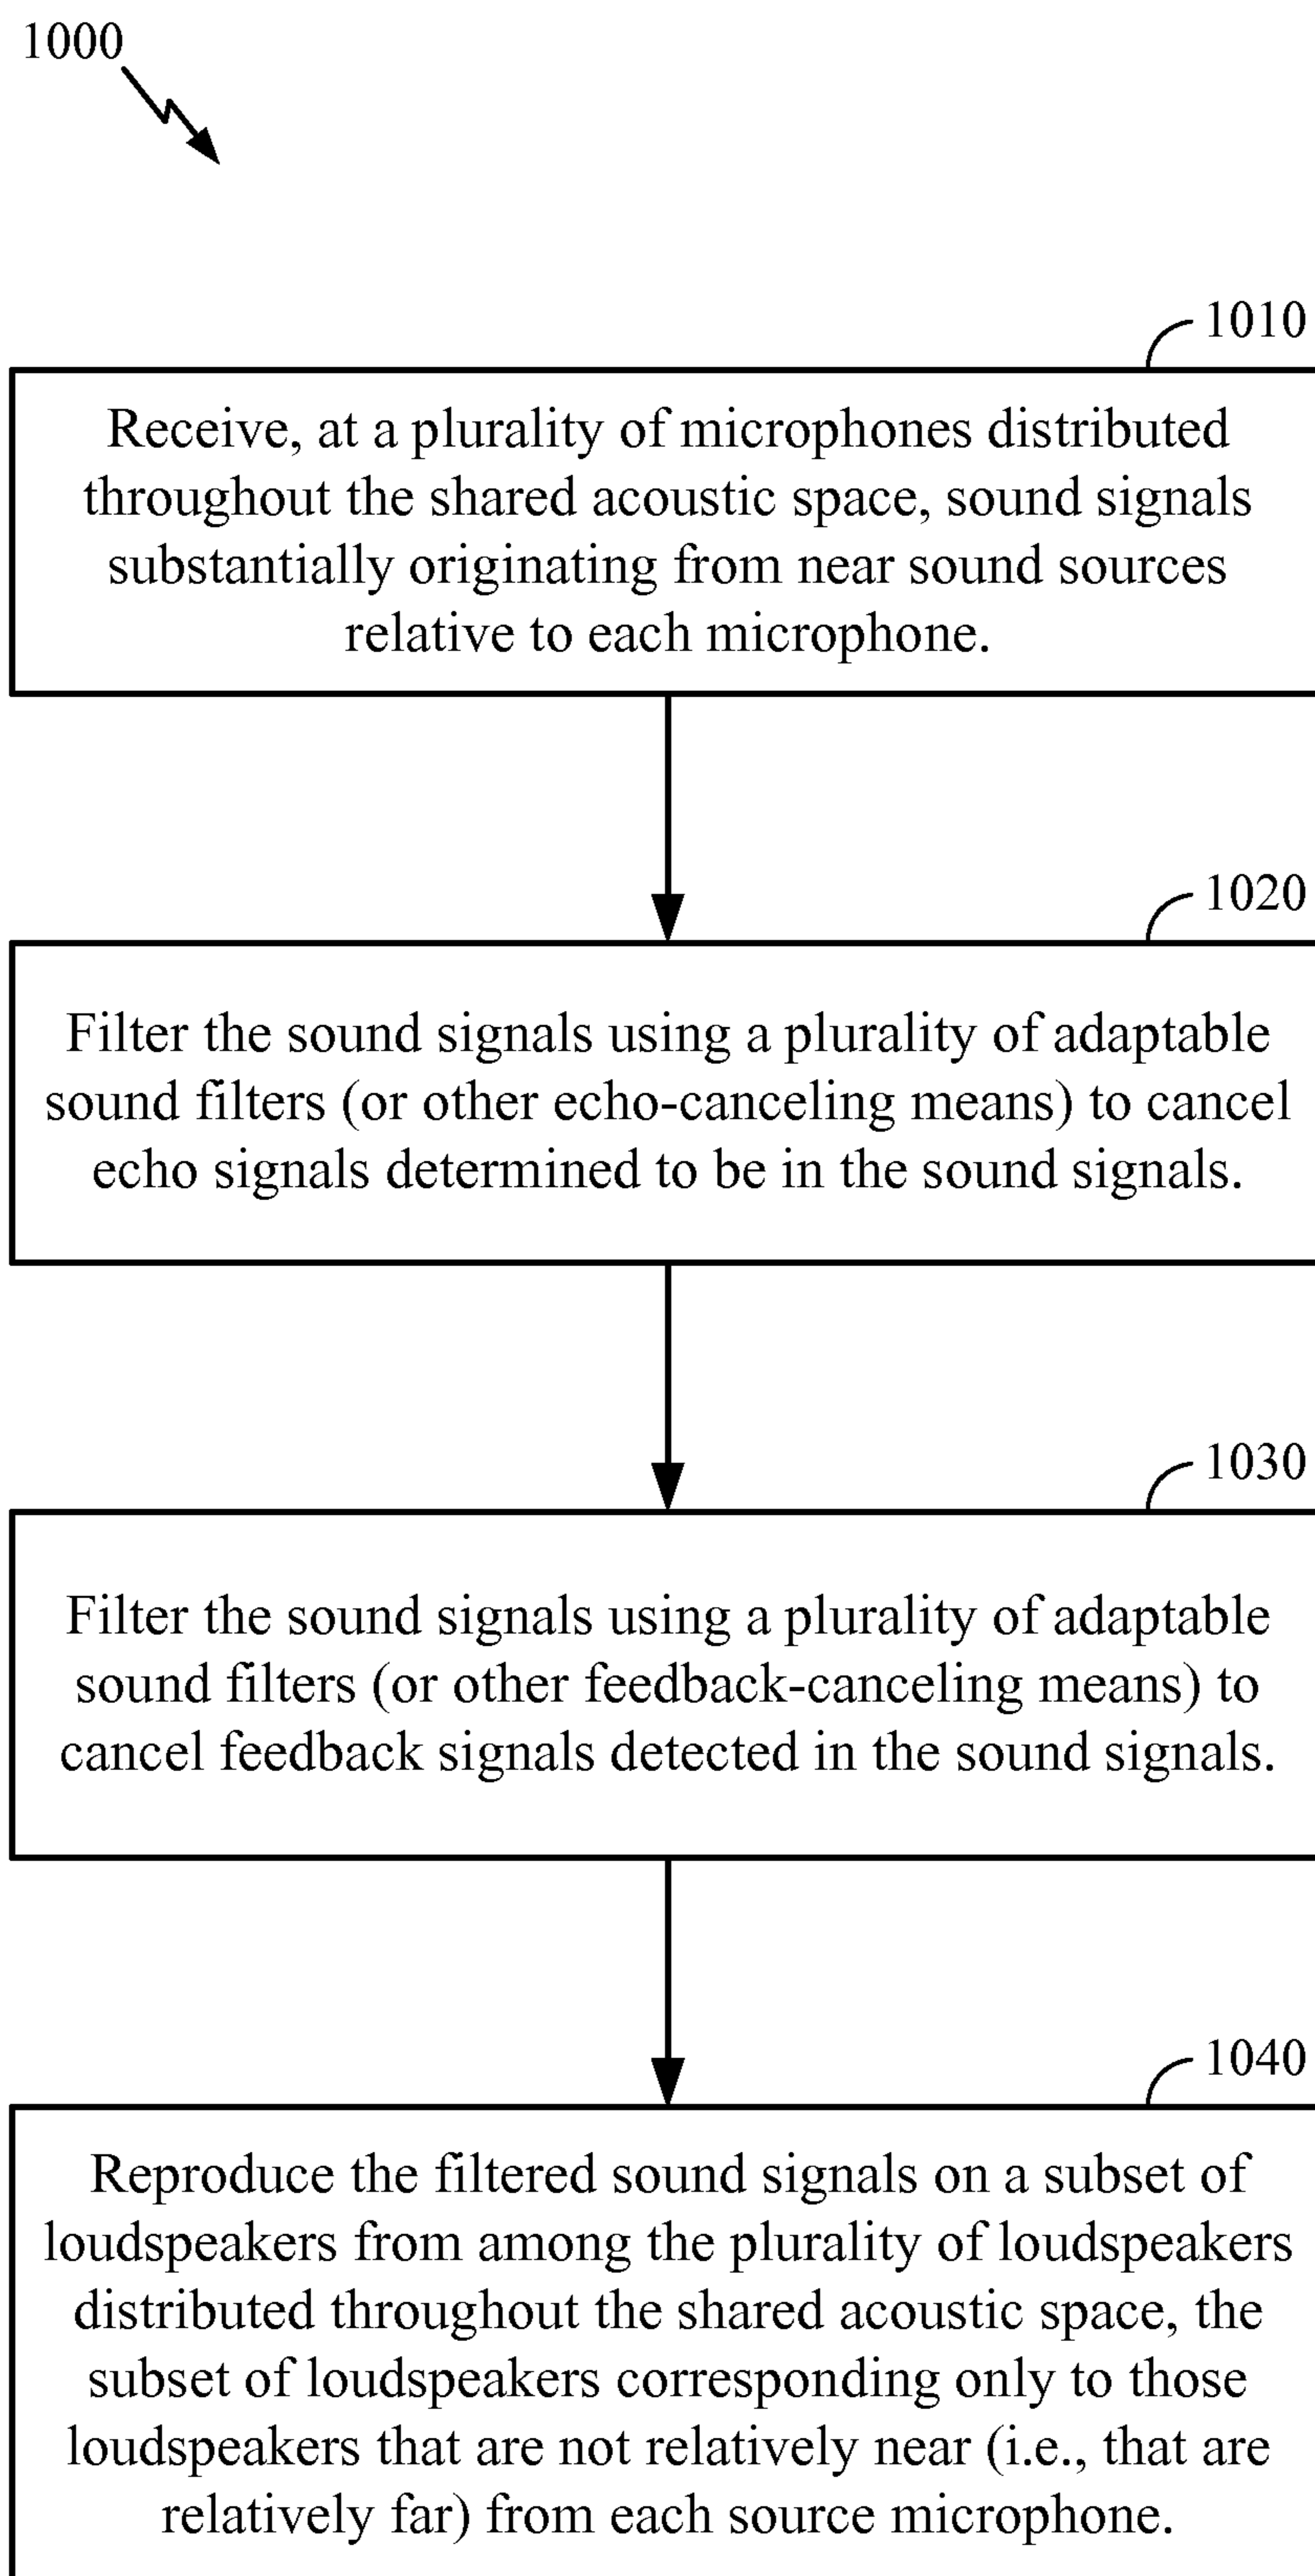 1000
1010
Receive, at a plurality of microphones distributed
throughout the shared acoustic space, sound signals
substantially originating from near sound sources
relative to each microphone.
1020
Filter the sound signals using a plurality of adaptable
sound filters (or other echo-canceling means) to cancel
echo signals determined to be in the sound signals.
1030
Filter the sound signals using a plurality of adaptable
sound filters (or other feedback-canceling means) to
cancel feedback signals detected in the sound signals.
1040
Reproduce the filtered sound signals on a subset of
loudspeakers from among the plurality of loudspeakers
distributed throughout the shared acoustic space, the
subset of loudspeakers corresponding only to those
loudspeakers that are not relatively near (i.e., that are
relatively far) from each source microphone.